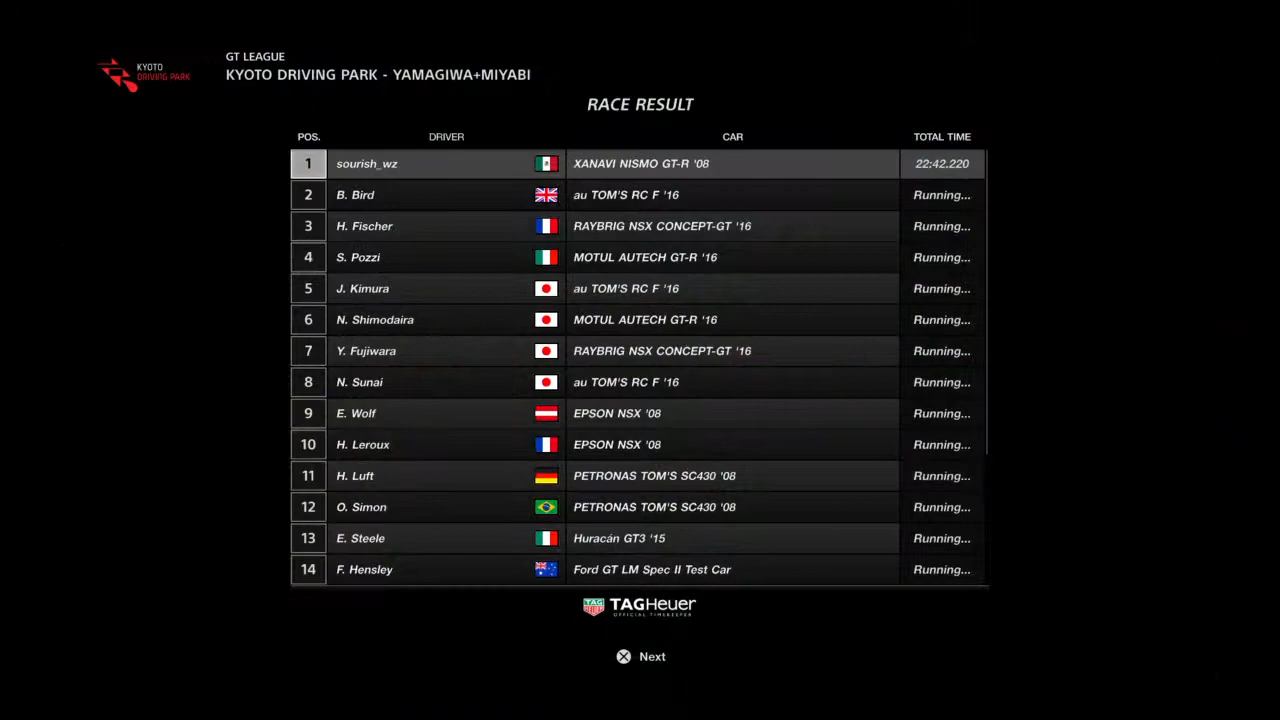 GT LEAGUE
KYOTO DRIVING PARK
KYOTO DRIVING PARK - YAMAGIWA+MIYABI
RACE RESULT
POS. DRIVER CAR TOTAL TIME
1 sourish_wz XANAVI NISMO GT-R '08 22:42.220
2 B. Bird au TOM'S RC F '16 Running...
3 H. Fischer RAYBRIG NSX CONCEPT-GT '16 Running...
4 S. Pozzi MOTUL AUTECH GT-R '16 Running...
5 J. Kimura au TOM'S RC F '16 Running...
6 N. Shimodaira MOTUL AUTECH GT-R '16 Running...
7 Y. Fujiwara RAYBRIG NSX CONCEPT-GT '16 Running...
8 N. Sunai au TOM'S RC F '16 Running...
9 E. Wolf EPSON NSX '08 Running...
10 H. Leroux EPSON NSX '08 Running...
11 H. Luft PETRONAS TOM'S SC430 '08 Running...
12 O. Simon PETRONAS TOM'S SC430 '08 Running...
13 E. Steele Huracán GT3 '15 Running...
14 F. Hensley Ford GT LM Spec II Test Car Running...
TAG HEUER TAGHeuer
OFFICIAL TIMEKEEPER
Next